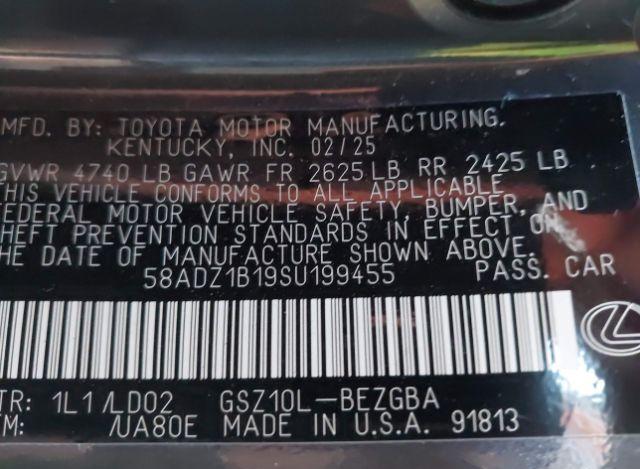 MFD. BY: TOYOTA MOTOR MANUFACTURING.
KENTUCKY, INC. 02/25
GVWR 4740 LB GAWR FR 2625 LB RR 2425 LB
THIS VEHICLE CONFORMS TO ALL APPLICABLE
FEDERAL MOTOR VEHICLE SAFETY, BUMPER, AND
THEFT PREVENTION STANDARDS IN EFFECT ON
THE DATE OF MANUFACTURE SHOWN ABOVE.
58ADZ1B19SU199455 PASS. CAR
TR: 1L1 /LD02 GSZ10L-BEZGBA
TM: /UA80E MADE IN U.S.A. 91813